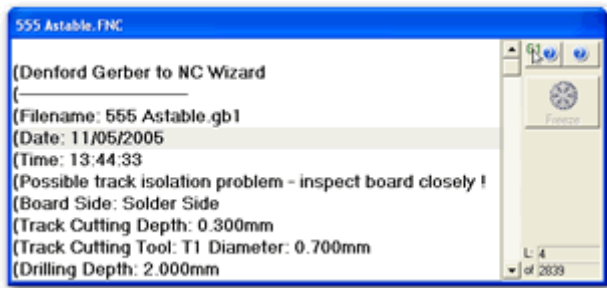 555 Astable.FNC
(Denford Gerber to NC Wizard
(––––––––––––––––
(Filename: 555 Astable.gb1
(Date: 11/05/2005
(Time: 13:44:33
(Possible track isolation problem - inspect board closely !
(Board Side: Solder Side
(Track Cutting Depth: 0.300mm
(Track Cutting Tool: T1 Diameter: 0.700mm
(Drilling Depth: 2.000mm
G1
Freeze
L: 4
of 2839